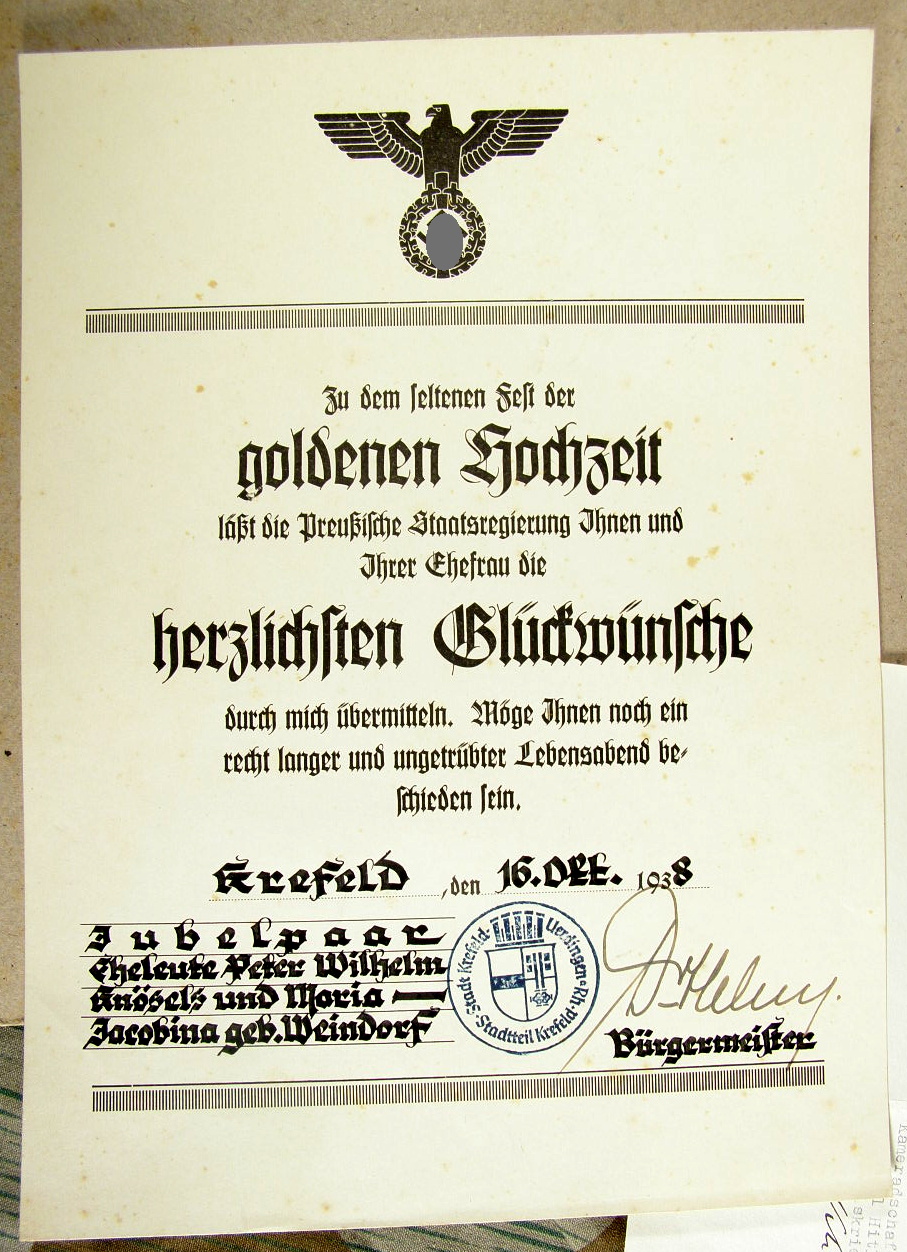 Zu dem seltenen Fest der
goldenen Hochzeit
läßt die Preußische Staatsregierung Ihnen und
Ihrer Ehefrau die
herzlichsten Glückwünsche
durch mich übermitteln. Möge Ihnen noch ein
recht langer und ungetrübter Lebensabend be-
schieden sein.
Krefeld, den 16. Okt. 1938
Jubelpaar
Eheleute Peter Wilhelm
Knösels und Maria —
Jacobina geb. Weindorf
Stadt Krefeld-Uerdingen a. Rh.
Stadtteil Krefeld
Bürgermeister